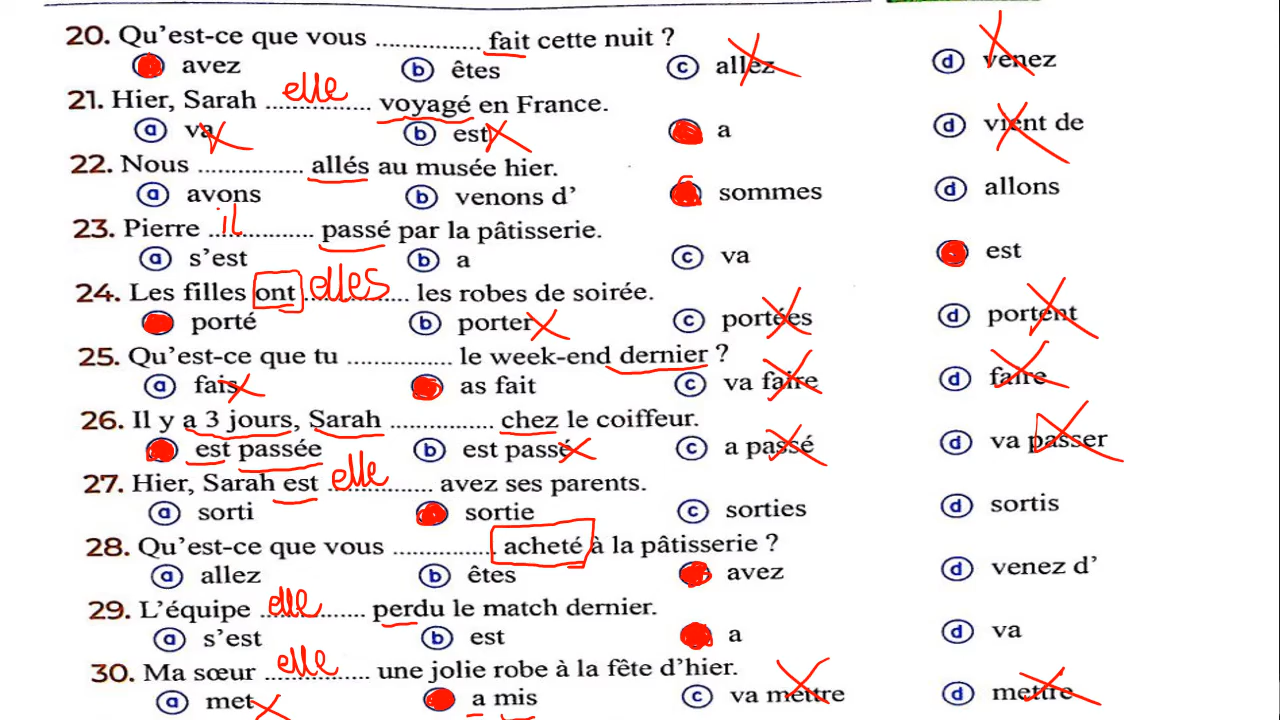 20. Qu'est-ce que vous ................ fait cette nuit ?
a avez b êtes c allez d venez
21. Hier, Sarah elle ................ voyagé en France.
a va b est c a d vient de
22. Nous ................ allés au musée hier.
a avons b venons d' c sommes d allons
23. Pierre il ................ passé par la pâtisserie.
a s'est b a c va d est
24. Les filles ont elles ................ les robes de soirée.
a porté b porter c portées d portent
25. Qu'est-ce que tu ................ le week-end dernier ?
a fais b as fait c va faire d faire
26. Il y a 3 jours, Sarah ................ chez le coiffeur.
a est passée b est passé c a passé d va passer
27. Hier, Sarah est elle ................ avez ses parents.
a sorti b sortie c sorties d sortis
28. Qu'est-ce que vous ................ acheté à la pâtisserie ?
a allez b êtes c avez d venez d'
29. L'équipe elle ................ perdu le match dernier.
a s'est b est c a d va
30. Ma sœur elle ................ une jolie robe à la fête d'hier.
a met b a mis c va mettre d mettre